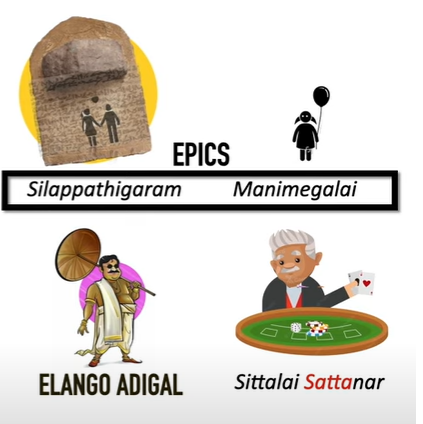 EPICS
Silappathigaram Manimegalai
ELANGO ADIGAL Sittalai Sattanar